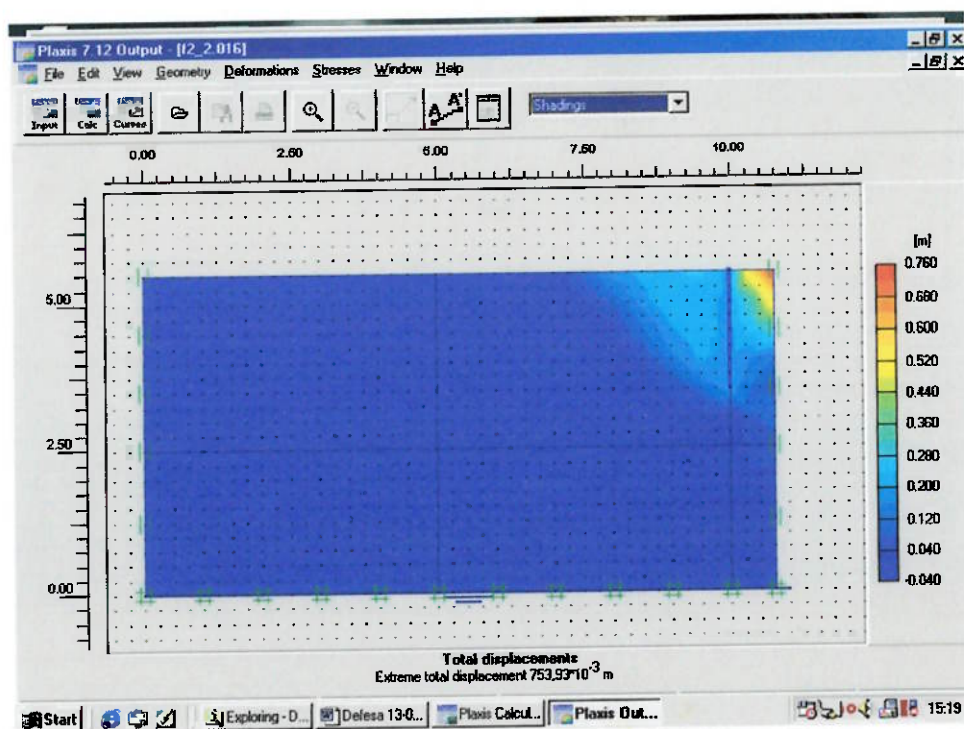 Plaxis 7.12 Output - [f2_2.016]
File Edit View Geometry Deformations Stresses Window Help
Input Calc Curves
Shadings
0.00 2.50 5.00 7.50 10.00
[m]
0.760
0.680
5.00
0.600
0.520
0.440
0.360
2.50
0.280
0.200
0.120
0.040
0.00
-0.040
Total displacements
Extreme total displacement 753,93*10-3 m
Start Exploring - D... Defesa 13-0... Plaxis Calcul... Plaxis Out... 15:19